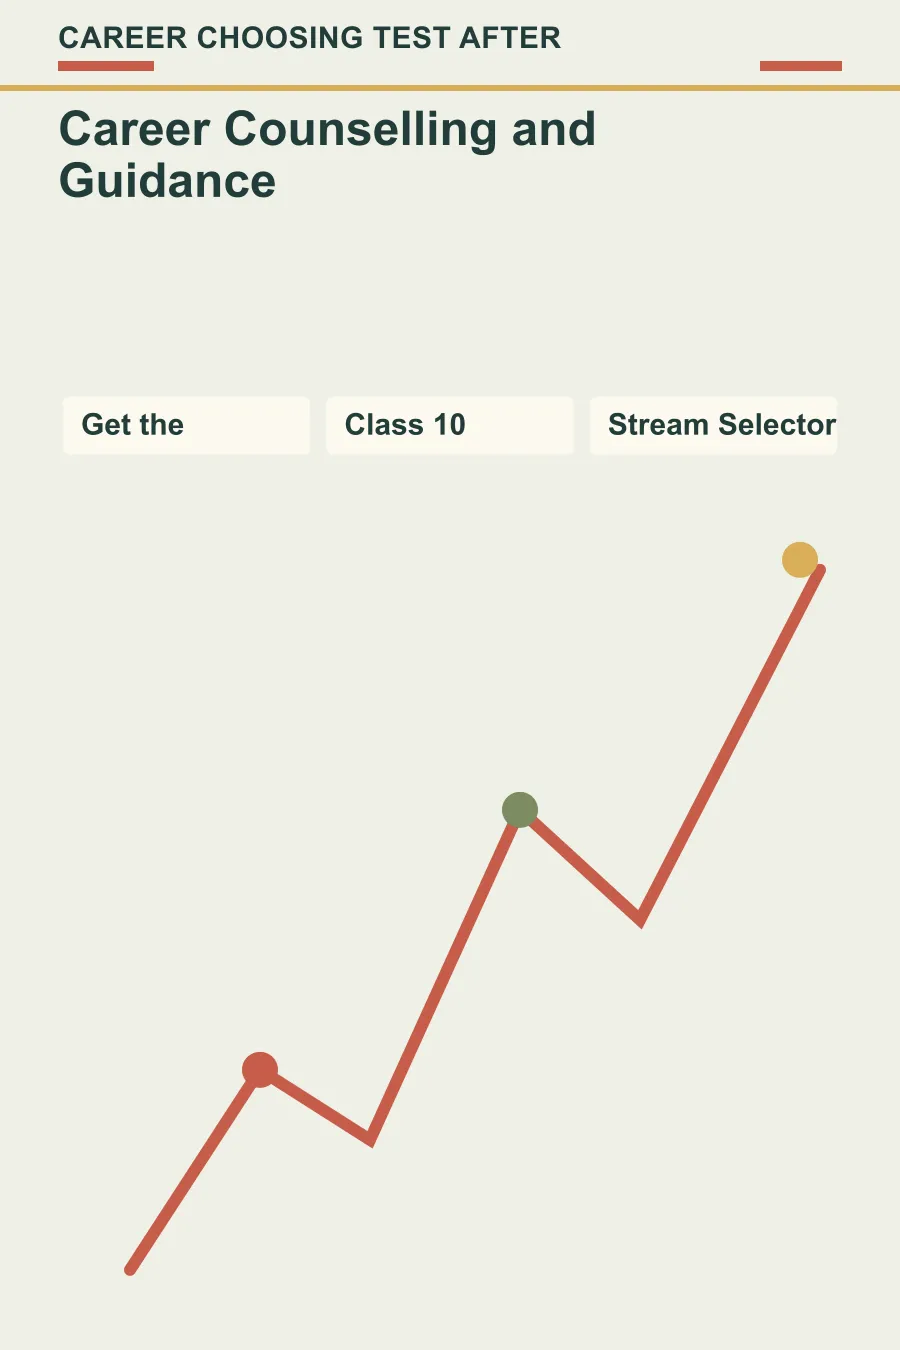 CAREER CHOOSING TEST AFTER
Career Counselling and
Guidance
Get the
Class 10
Stream Selector